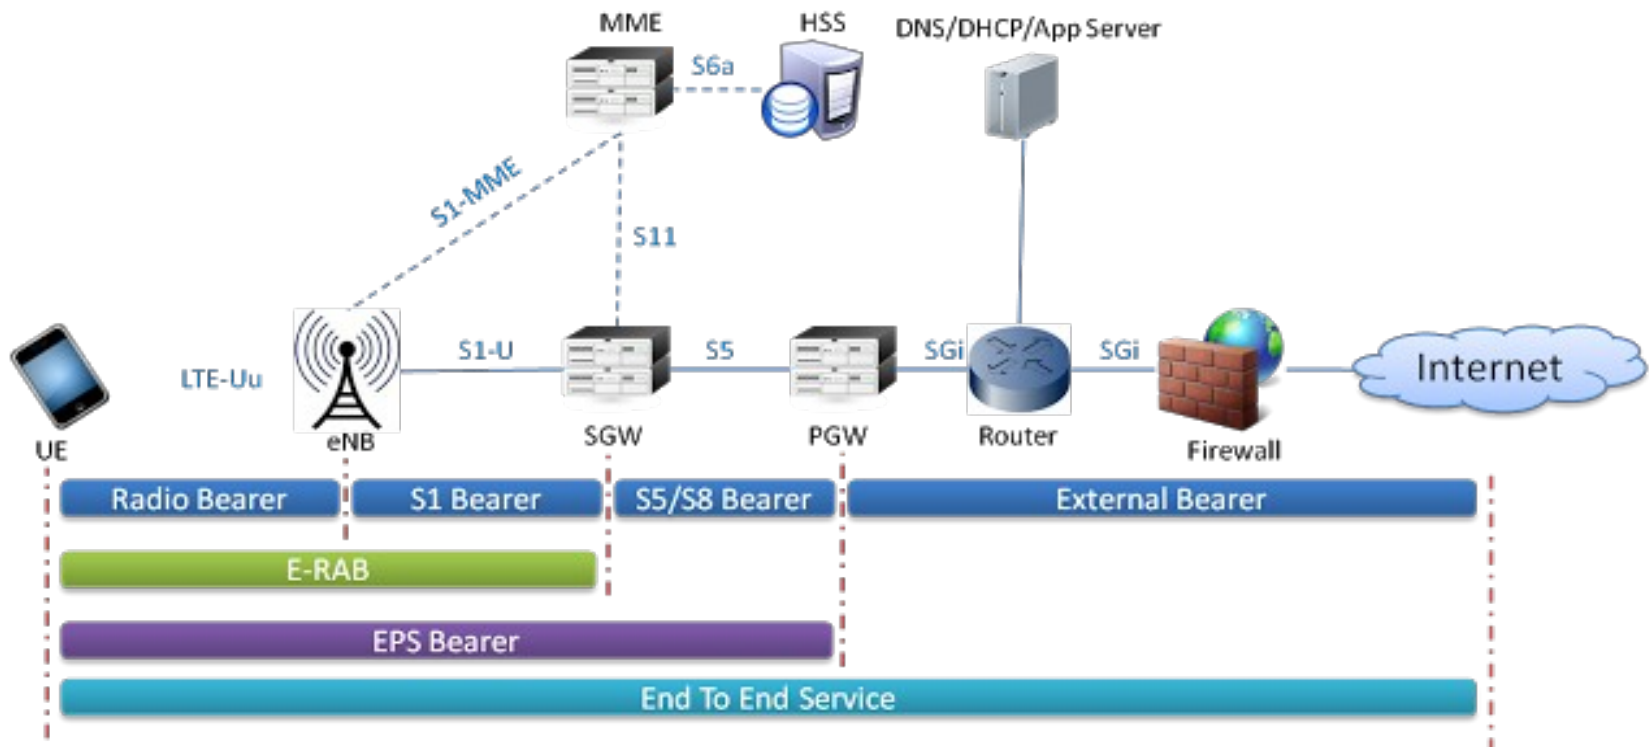 MME
HSS
DNS/DHCP/App Server
S6a
S1-MME
S11
LTE-Uu
S1-U
S5
SGi
SGi
Internet
UE
eNB
SGW
PGW
Router
Firewall
Radio Bearer
S1 Bearer
S5/S8 Bearer
External Bearer
E-RAB
EPS Bearer
End To End Service